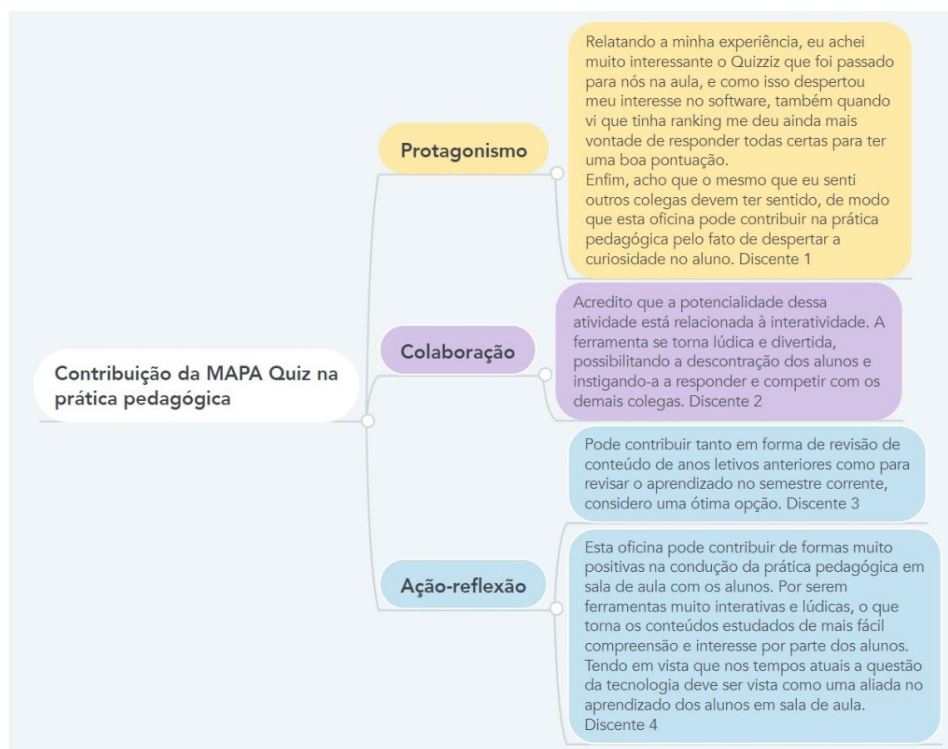 Contribuição da MAPA Quiz na
prática pedagógica
Protagonismo
Relatando a minha experiência, eu achei
muito interessante o Quizziz que foi passado
para nós na aula, e como isso despertou
meu interesse no software, também quando
vi que tinha ranking me deu ainda mais
vontade de responder todas certas para ter
uma boa pontuação.
Enfim, acho que o mesmo que eu senti
outros colegas devem ter sentido, de modo
que esta oficina pode contribuir na prática
pedagógica pelo fato de despertar a
curiosidade no aluno. Discente 1
Colaboração
Acredito que a potencialidade dessa
atividade está relacionada à interatividade. A
ferramenta se torna lúdica e divertida,
possibilitando a descontração dos alunos e
instigando-a a responder e competir com os
demais colegas. Discente 2
Ação-reflexão
Pode contribuir tanto em forma de revisão de
conteúdo de anos letivos anteriores como para
revisar o aprendizado no semestre corrente,
considero uma ótima opção. Discente 3
Esta oficina pode contribuir de formas muito
positivas na condução da prática pedagógica em
sala de aula com os alunos. Por serem
ferramentas muito interativas e lúdicas, o que
torna os conteúdos estudados de mais fácil
compreensão e interesse por parte dos alunos.
Tendo em vista que nos tempos atuais a questão
da tecnologia deve ser vista como uma aliada no
aprendizado dos alunos em sala de aula.
Discente 4